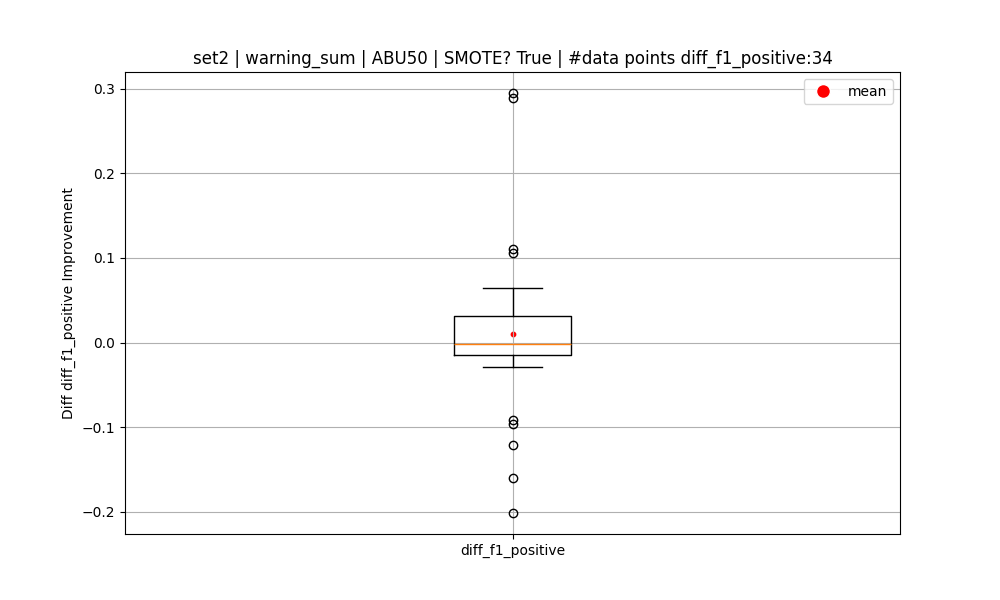 set2 | warning_sum | ABU50 | SMOTE? True | #data points diff_f1_positive:34
mean
Diff diff_f1_positive Improvement
0.3
0.2
0.1
0.0
−0.1
−0.2
diff_f1_positive